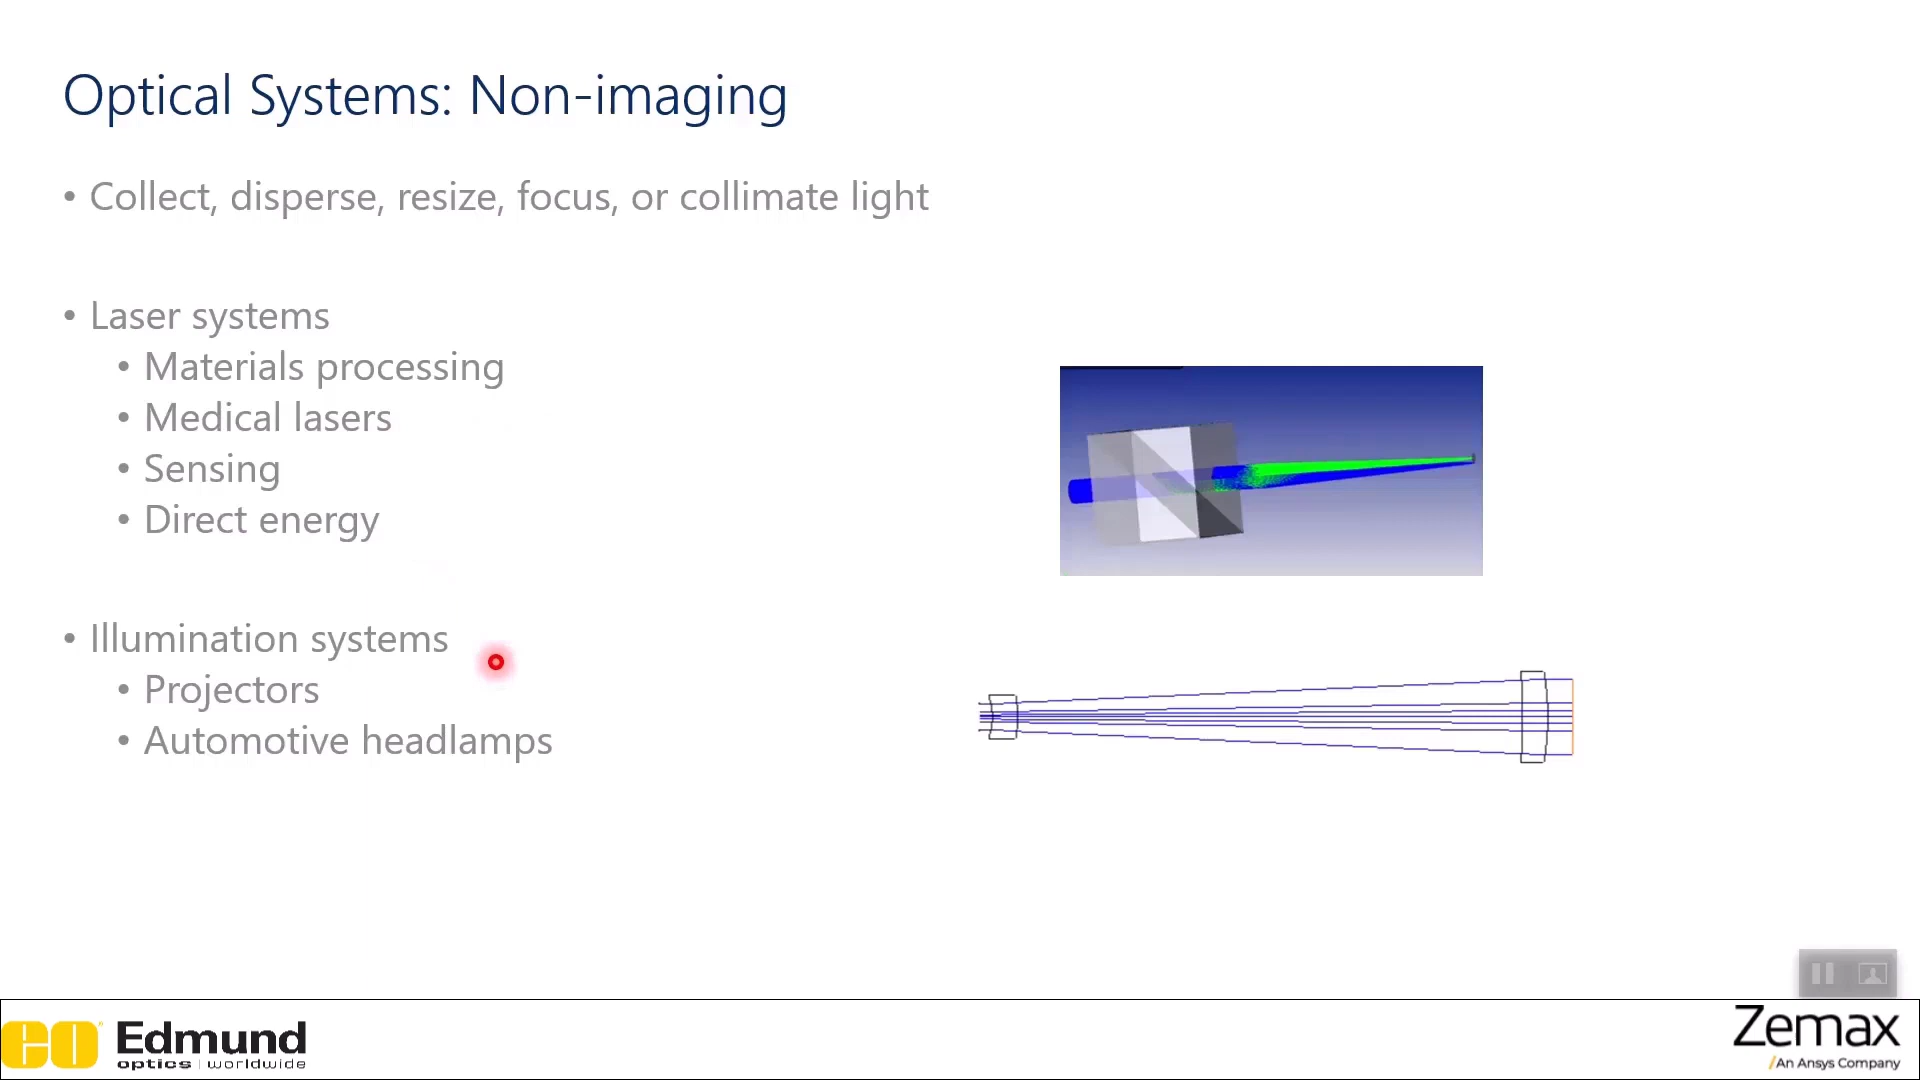 Optical Systems: Non-imaging
• Collect, disperse, resize, focus, or collimate light
• Laser systems
• Materials processing
• Medical lasers
• Sensing
• Direct energy
• Illumination systems
• Projectors
• Automotive headlamps
EO Edmund
optics | worldwide
Zemax
/An Ansys Company